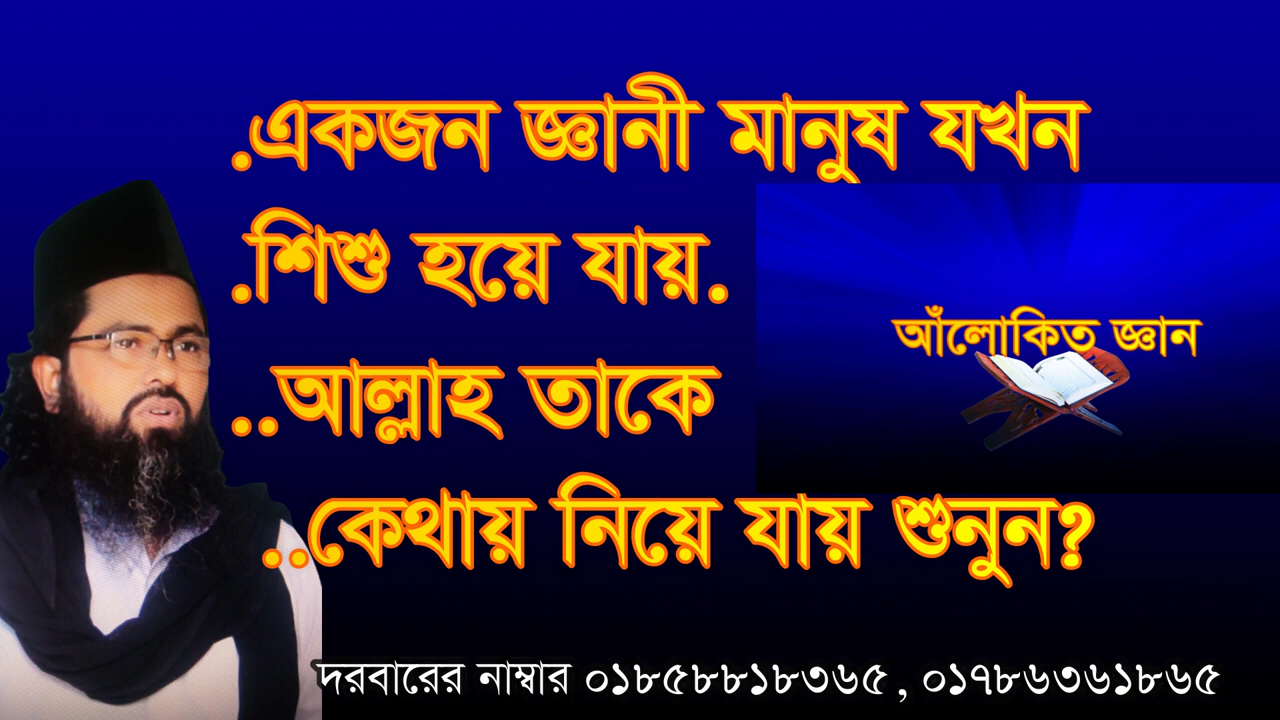 .একজন জ্ঞানী মানুষ যখন
.শিশু হয়ে যায়.
আঁলোকিত জ্ঞান
..আল্লাহ তাকে
..কেথায় নিয়ে যায় শুনুন?
দরবারের নাম্বার ০১৮৫৮৮১৮৩৬৫, ০১৭৮৬৩৬১৮৬৫